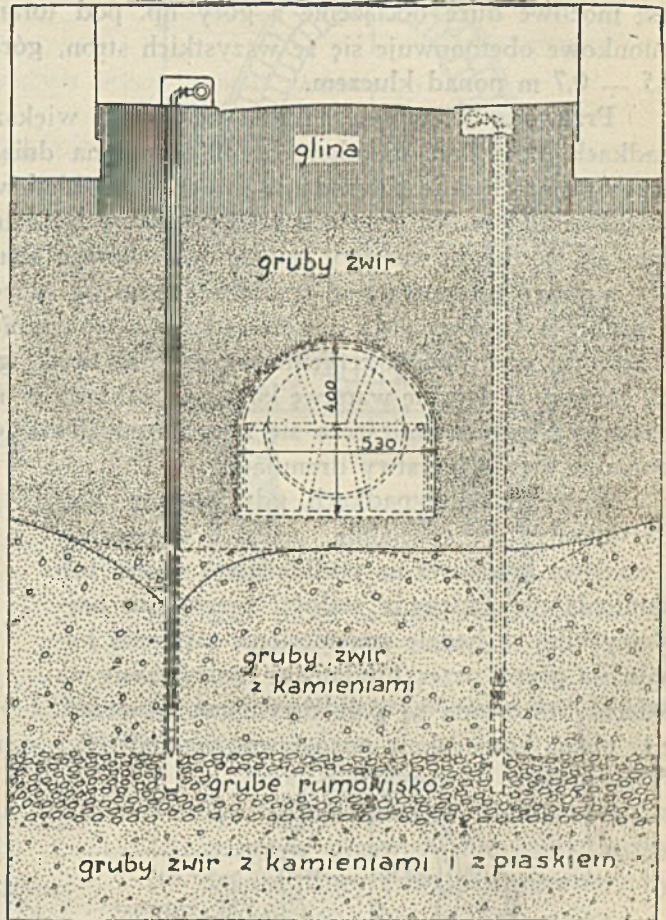 glina
gruby żwir
400
530
gruby żwir
z kamieniami
grube rumowisko
gruby żwir z kamieniami i z piaskiem